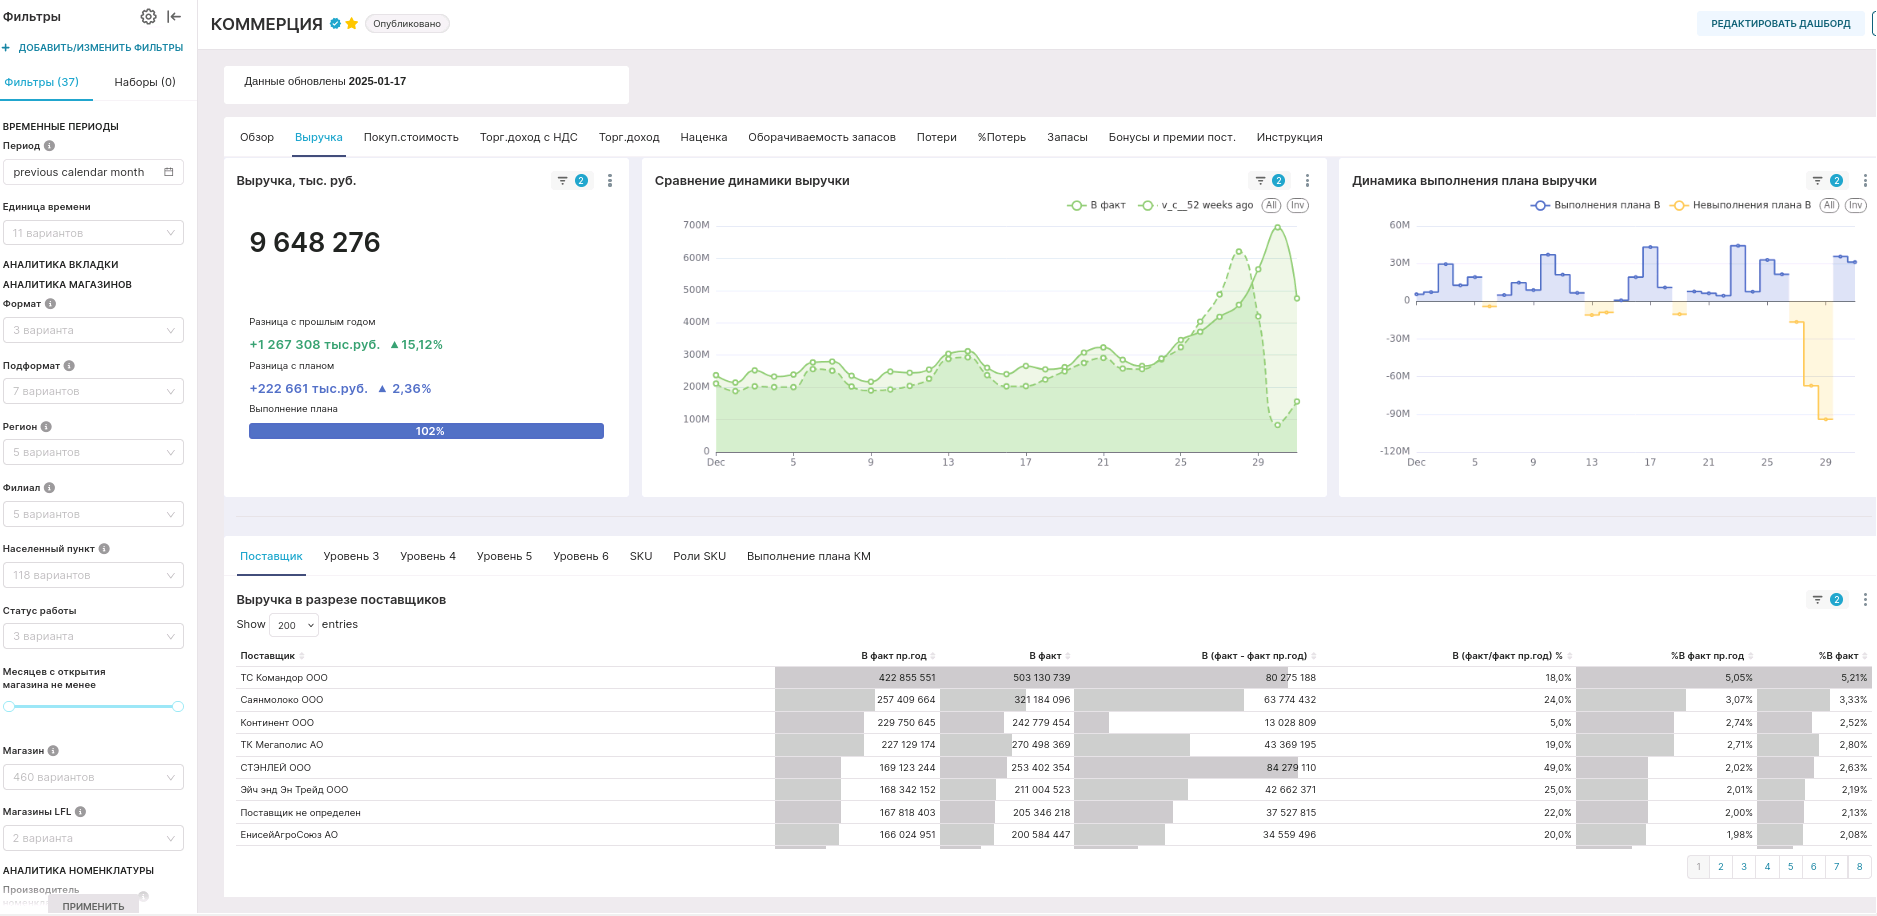 Фильтры
+ ДОБАВИТЬ/ИЗМЕНИТЬ ФИЛЬТРЫ
Фильтры (37) Наборы (0)
ВРЕМЕННЫЕ ПЕРИОДЫ
Период
previous calendar month
Единица времени
11 вариантов
АНАЛИТИКА ВКЛАДКИ
АНАЛИТИКА МАГАЗИНОВ
Формат
3 варианта
Подформат
7 вариантов
Регион
5 вариантов
Филиал
5 вариантов
Населенный пункт
118 вариантов
Статус работы
3 варианта
Месяцев с открытия
магазина не менее
Магазин
460 вариантов
Магазины LFL
2 варианта
АНАЛИТИКА НОМЕНКЛАТУРЫ
Производитель
ПРИМЕНИТЬ
КОММЕРЦИЯ Опубликовано
РЕДАКТИРОВАТЬ ДАШБОРД
Данные обновлены 2025-01-17
Обзор Выручка Покуп.стоимость Торг.доход с НДС Торг.доход Наценка Оборачиваемость запасов Потери %Потерь Запасы Бонусы и премии пост. Инструкция
Выручка, тыс. руб. 2
9 648 276
Разница с прошлым годом
+1 267 308 тыс.руб. ▲15,12%
Разница с планом
+222 661 тыс.руб. ▲ 2,36%
Выполнение плана
102%
Сравнение динамики выручки 2
В факт v_c__52 weeks ago All Inv
700M
600M
500M
400M
300M
200M
100M
0
Dec 5 9 13 17 21 25 29
Динамика выполнения плана выручки 2
Выполнения плана В Невыполнения плана В All Inv
60M
30M
0
-30M
-60M
-90M
-120M
Dec 5 9 13 17 21 25 29
Поставщик Уровень 3 Уровень 4 Уровень 5 Уровень 6 SKU Роли SKU Выполнение плана КМ
Выручка в разрезе поставщиков 2
Show 200 entries
Поставщик В факт пр.год В факт В (факт - факт пр.год) В (факт/факт пр.год) % %В факт пр.год %В факт
ТС Командор ООО 422 855 551 503 130 739 80 275 188 18,0% 5,05% 5,21%
Саянмолоко ООО 257 409 664 321 184 096 63 774 432 24,0% 3,07% 3,33%
Континент ООО 229 750 645 242 779 454 13 028 809 5,0% 2,74% 2,52%
ТК Мегаполис АО 227 129 174 270 498 369 43 369 195 19,0% 2,71% 2,80%
СТЭНЛЕЙ ООО 169 123 244 253 402 354 84 279 110 49,0% 2,02% 2,63%
Эйч энд Эн Трейд ООО 168 342 152 211 004 523 42 662 371 25,0% 2,01% 2,19%
Поставщик не определен 167 818 403 205 346 218 37 527 815 22,0% 2,00% 2,13%
ЕнисейАгроСоюз АО 166 024 951 200 584 447 34 559 496 20,0% 1,98% 2,08%
1 2 3 4 5 6 7 8